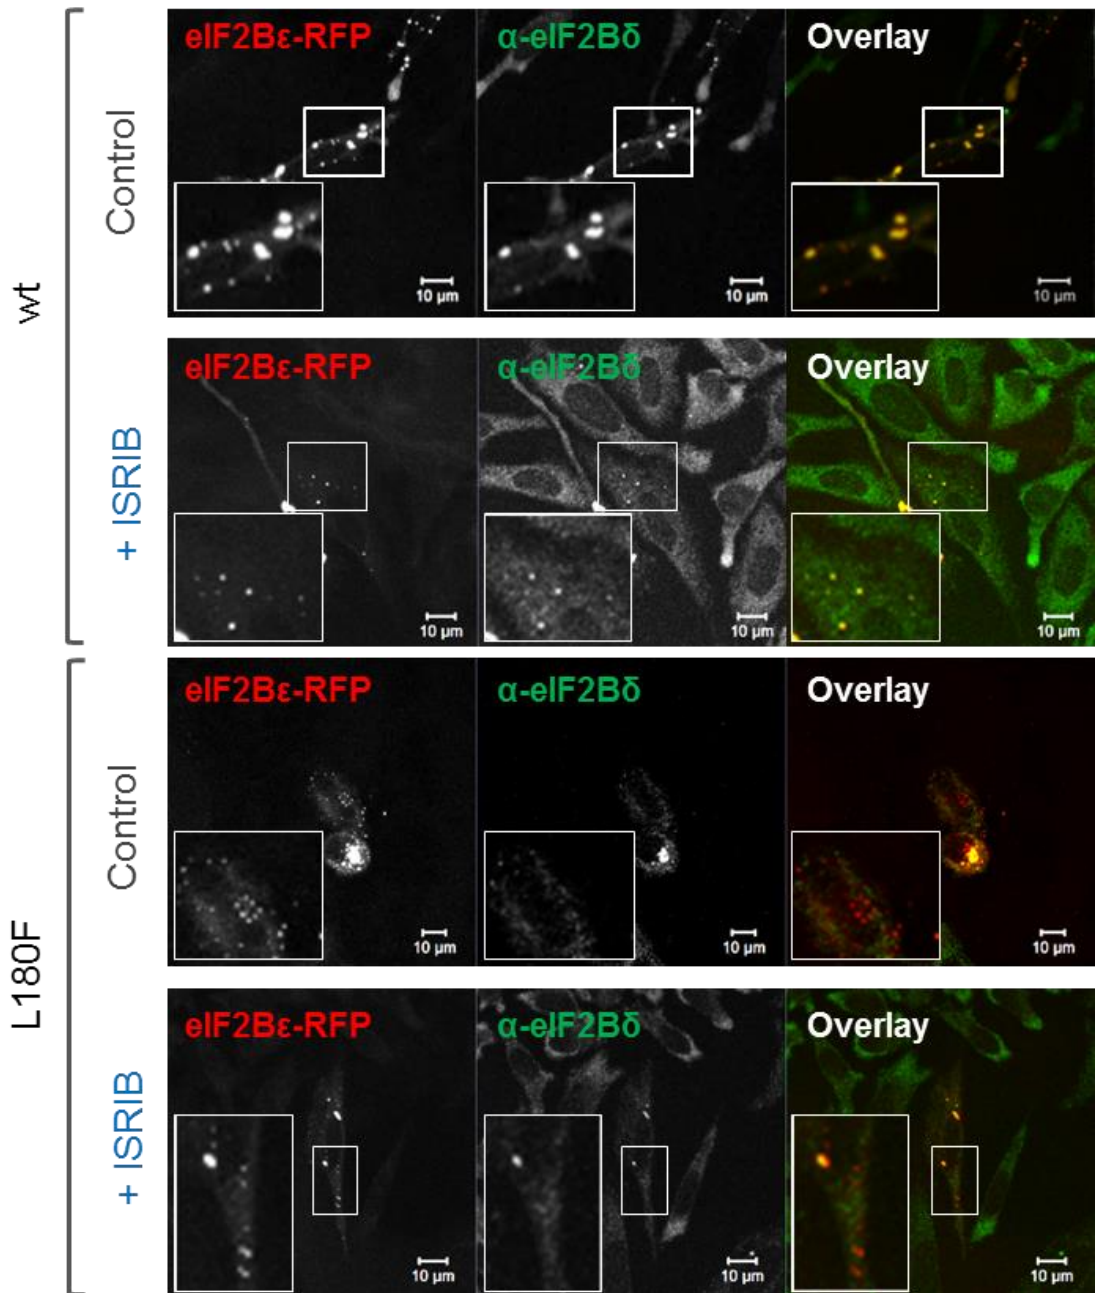 wt
Control
eIF2Bε-RFP
α-eIF2Bδ
Overlay
10 µm
10 µm
10 µm
+ ISRIB
eIF2Bε-RFP
α-eIF2Bδ
Overlay
10 µm
10 µm
10 µm
L180F
Control
eIF2Bε-RFP
α-eIF2Bδ
Overlay
10 µm
10 µm
10 µm
+ ISRIB
eIF2Bε-RFP
α-eIF2Bδ
Overlay
10 µm
10 µm
10 µm